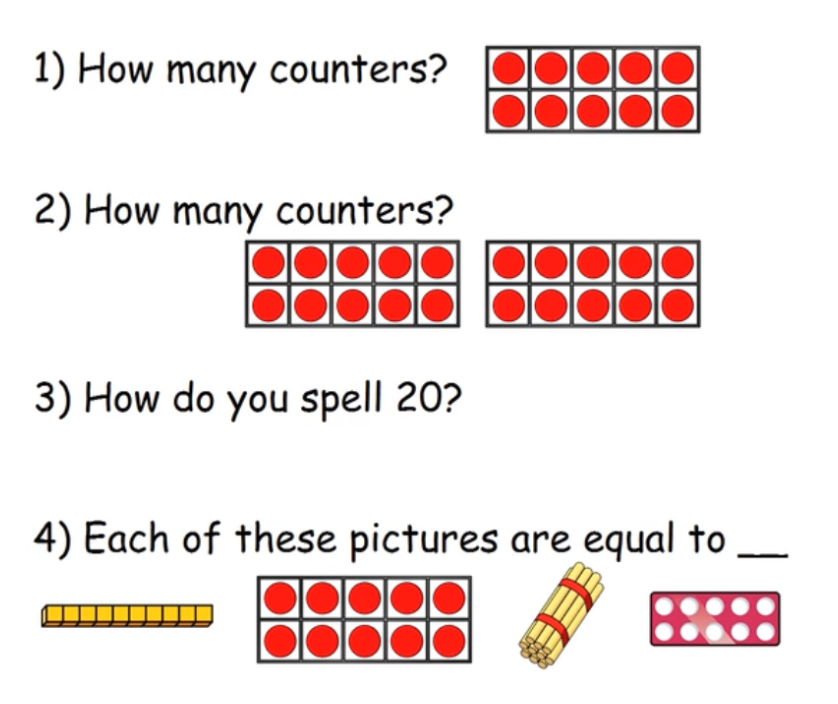 1) How many counters?
2) How many counters?
3) How do you spell 20?
4) Each of these pictures are equal to __